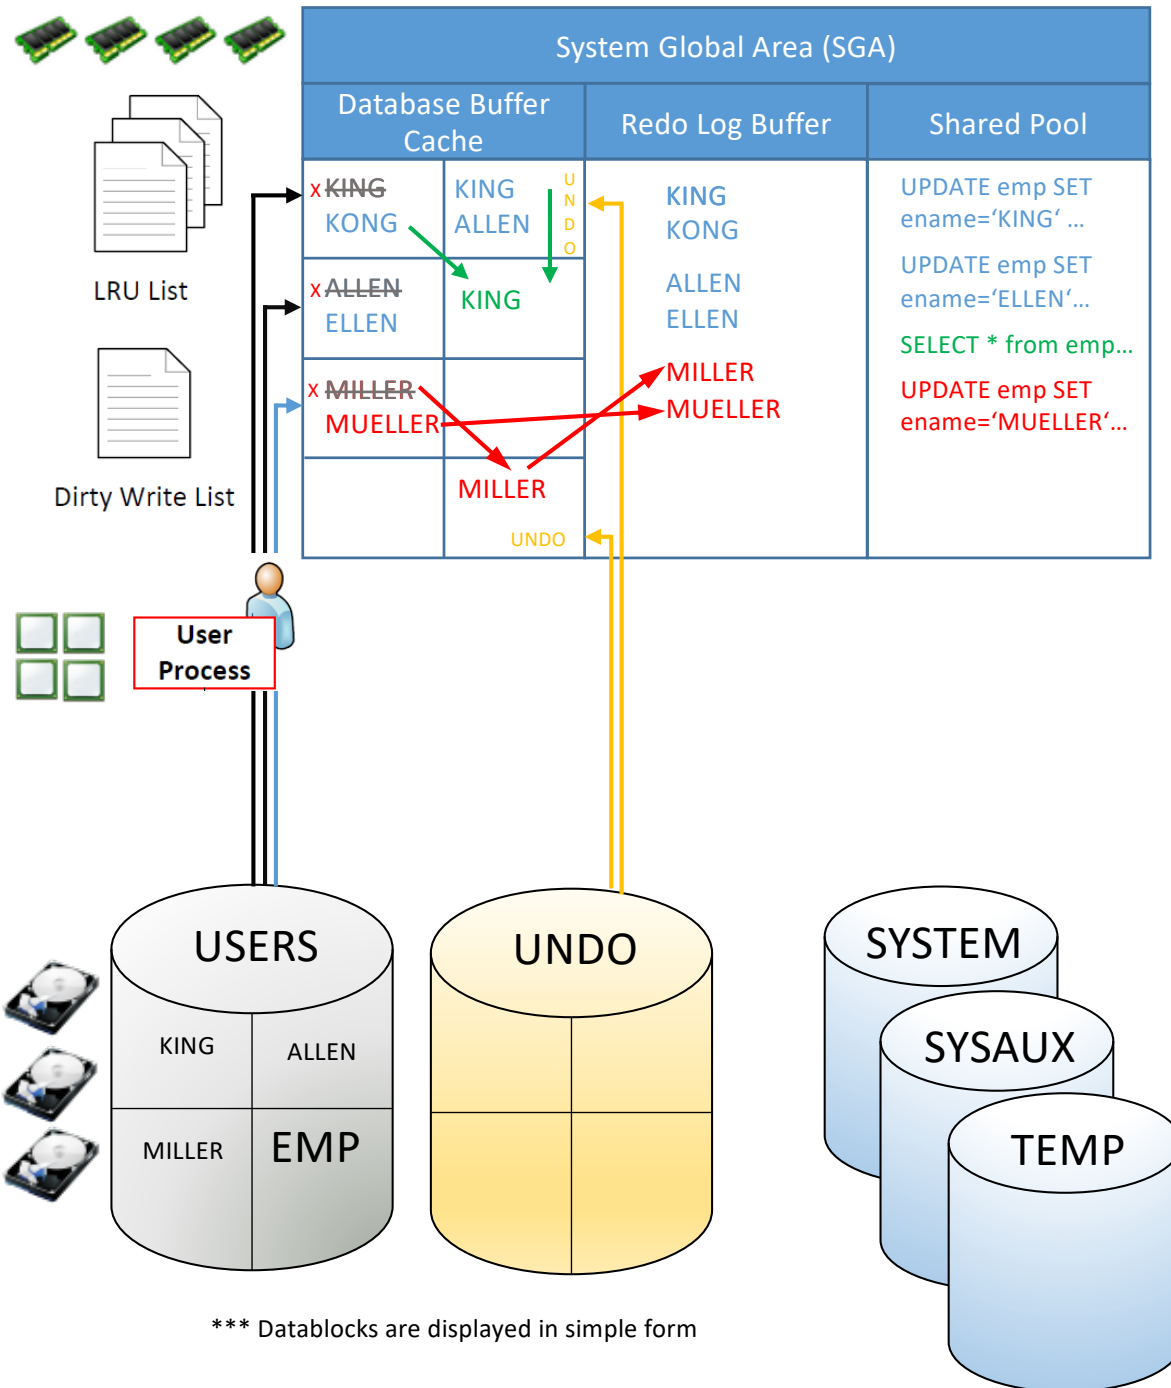 System Global Area (SGA)
Database Buffer
Cache
Redo Log Buffer
Shared Pool
LRU List
Dirty Write List
x KING
KONG
KING
ALLEN
U
N
D
O
x ALLEN
ELLEN
KING
x MILLER
MUELLER
MILLER
UNDO
KING
KONG
ALLEN
ELLEN
MILLER
MUELLER
UPDATE emp SET
ename=‘KING‘ ...
UPDATE emp SET
ename=‘ELLEN‘...
SELECT * from emp...
UPDATE emp SET
ename=‘MUELLER‘...
User
Process
USERS
KING
ALLEN
MILLER
EMP
UNDO
SYSTEM
SYSAUX
TEMP
*** Datablocks are displayed in simple form